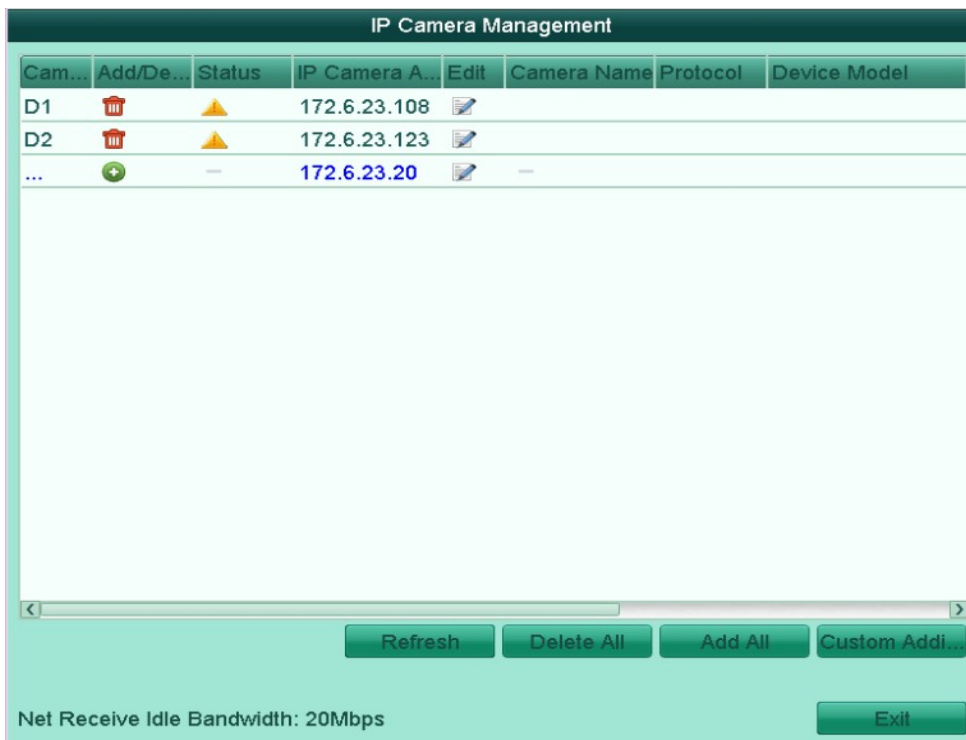 IP Camera Management
Cam... Add/De... Status IP Camera A... Edit Camera Name Protocol Device Model
D1 172.6.23.108
D2 172.6.23.123
... — 172.6.23.20 —
Refresh Delete All Add All Custom Addi...
Net Receive Idle Bandwidth: 20Mbps Exit